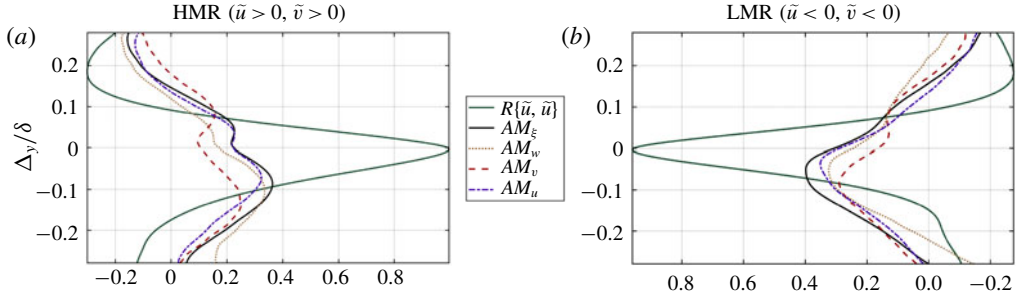 HMR (ũ > 0, ṽ > 0)
LMR (ũ < 0, ṽ < 0)
(a)
(b)
Δy/δ
0.2
0.1
0
−0.1
−0.2
−0.2 0 0.2 0.4 0.6 0.8
R{ũ, ũ}
AMξ
AMw
AMv
AMu
0.2
0.1
0
−0.1
−0.2
0.8 0.6 0.4 0.2 0.0 −0.2